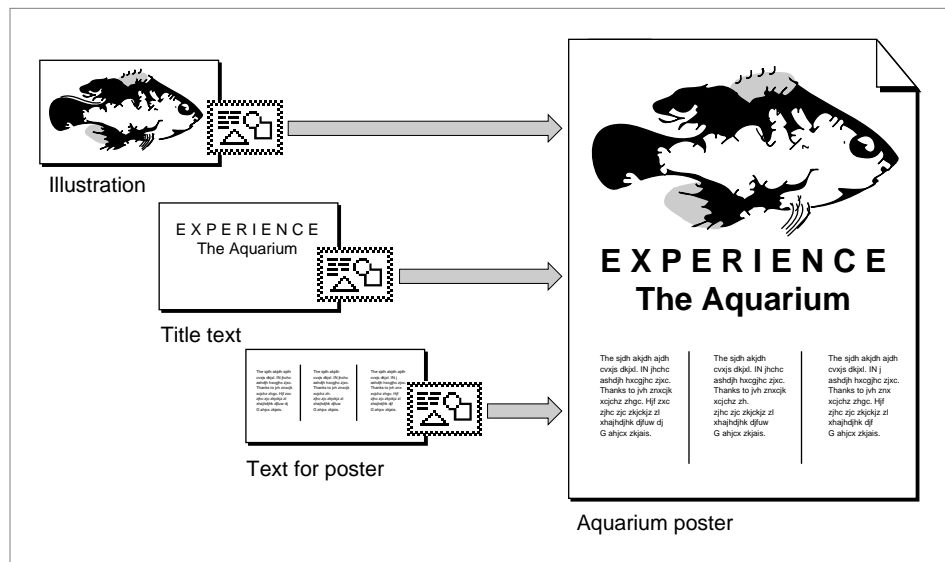 Illustration
E X P E R I E N C E
The Aquarium
Title text
Text for poster
E X P E R I E N C E
The Aquarium
The sjdh akjdh ajdh
cvxjs dkjxl. IN jhchc
ashdjh hxcgjhc zjxc.
Thanks to jvh znxcjk
xcjchz zhgc. Hjf zxc
zjhc zjc zkjckjz zl
xhajhdjhk djfuw dj
G ahjcx zkjais.
The sjdh akjdh
cvxjs dkjxl. IN jhchc
ashdjh hxcgjhc zjxc.
Thanks to jvh znxcjk
xcjchz zh.
zjhc zjc zkjckjz zl
xhajhdjhk djfuw
G ahjcx zkjais.
The sjdh akjdh ajdh
cvxjs dkjxl. IN j
ashdjh hxcgjhc zjxc.
Thanks to jvh znx
xcjchz zhgc. Hjf
zjhc zjc zkjckjz zl
xhajhdjhk djf
G ahjcx zkjais.
Aquarium poster